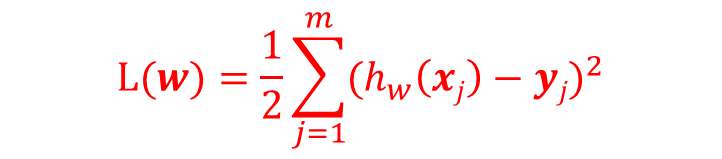 L(w) = 1/2 ∑_{j=1}^{m} (h_w(x_j) − y_j)²